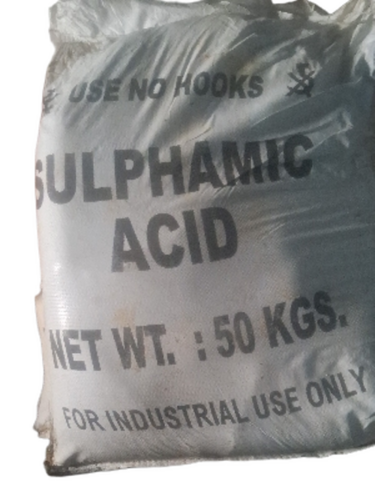 USE NO HOOKS
SULPHAMIC
ACID
NET WT. : 50 KGS.
FOR INDUSTRIAL USE ONLY